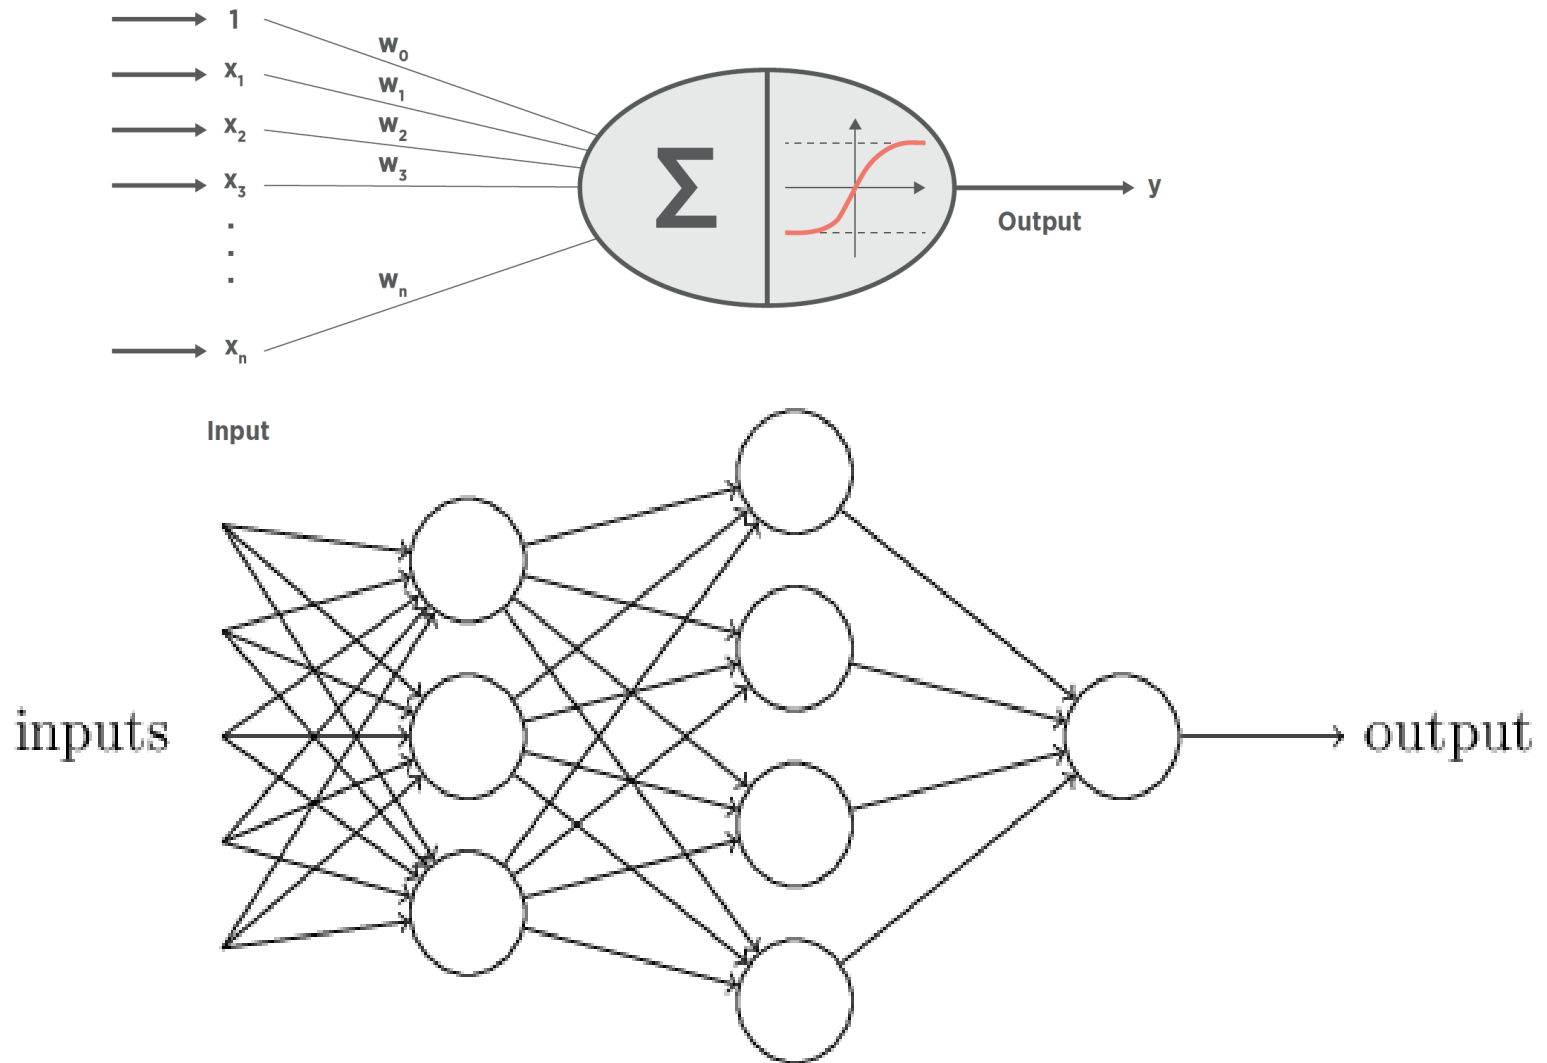 1
w₀
x₁
w₁
x₂
w₂
x₃
w₃
Σ
y
Output
.
.
.
wₙ
xₙ
Input
inputs
output